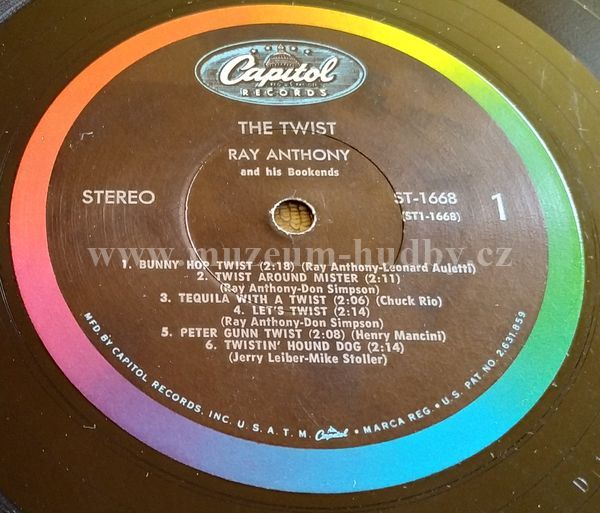 Capitol
RECORDS
THE TWIST
RAY ANTHONY
and his Bookends
STEREO
ST-1668
(ST1-1668)
1
www.muzeum-hudby.cz
1. BUNNY HOP TWIST (2:18) (Ray Anthony-Leonard Auletti)
2. TWIST AROUND MISTER (2:11)
(Ray Anthony-Don Simpson)
3. TEQUILA WITH A TWIST (2:06) (Chuck Rio)
4. LET'S TWIST (2:14)
(Ray Anthony-Don Simpson)
5. PETER GUNN TWIST (2:08) (Henry Mancini)
6. TWISTIN' HOUND DOG (2:14)
(Jerry Leiber-Mike Stoller)
MFD. BY CAPITOL RECORDS, INC. U. S. A. T. M. Capitol • MARCA REG. • U.S. PAT. NO. 2,631,859